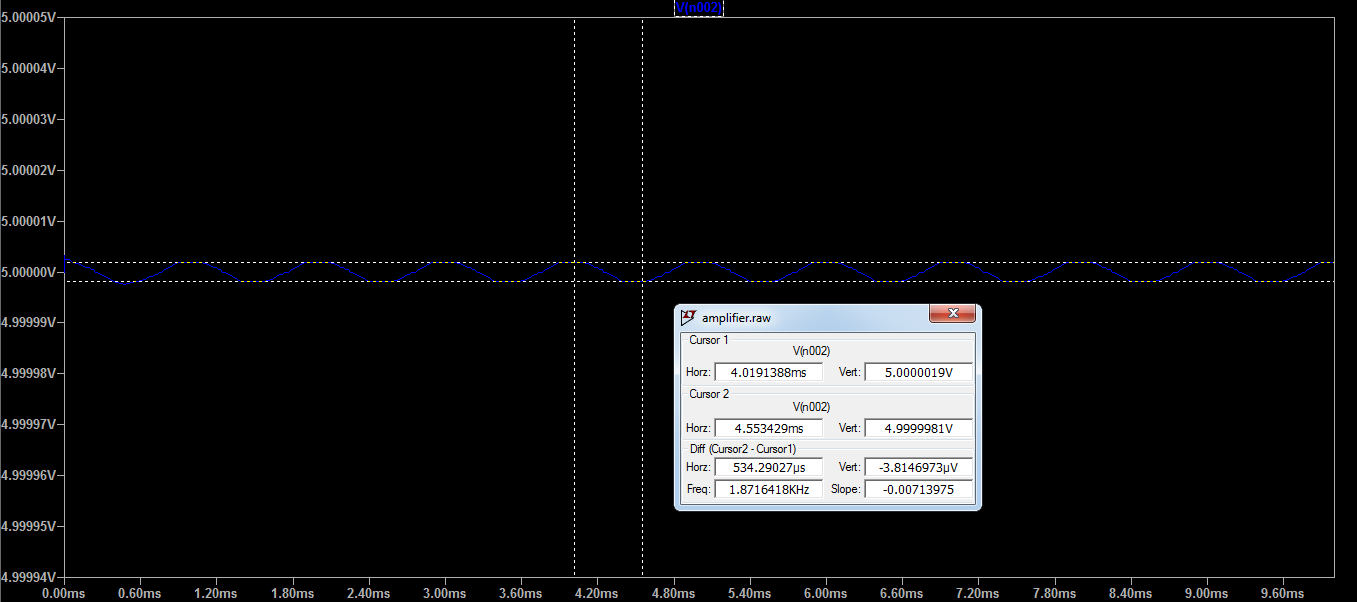 V(n002)
5.00005V
5.00004V
5.00003V
5.00002V
5.00001V
5.00000V
4.99999V
4.99998V
4.99997V
4.99996V
4.99995V
4.99994V
amplifier.raw
Cursor 1
V(n002)
Horz: 4.0191388ms Vert: 5.0000019V
Cursor 2
V(n002)
Horz: 4.553429ms Vert: 4.9999981V
Diff (Cursor2 - Cursor1)
Horz: 534.29027µs Vert: -3.8146973µV
Freq: 1.8716418KHz Slope: -0.00713975
0.00ms 0.60ms 1.20ms 1.80ms 2.40ms 3.00ms 3.60ms 4.20ms 4.80ms 5.40ms 6.00ms 6.60ms 7.20ms 7.80ms 8.40ms 9.00ms 9.60ms